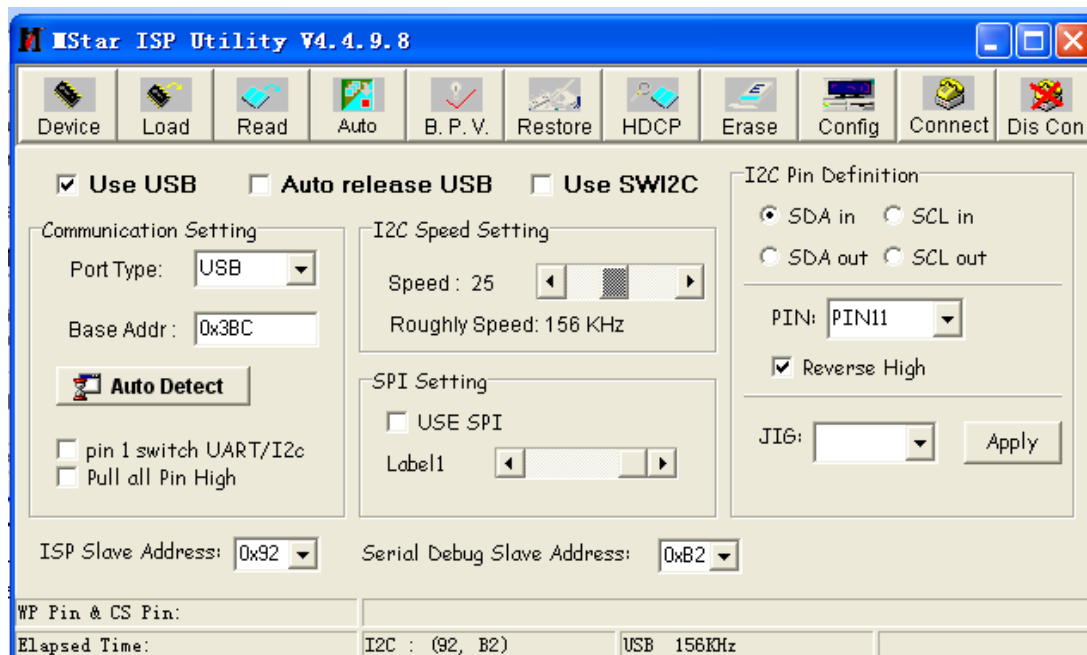 MStar ISP Utility V4.4.9.8
Device Load Read Auto B. P. V. Restore HDCP Erase Config Connect Dis Con
Use USB Auto release USB Use SWI2C
I2C Pin Definition
SDA in SCL in
SDA out SCL out
PIN: PIN11
Reverse High
JIG: Apply
Communication Setting
Port Type: USB
Base Addr : 0x3BC
Auto Detect
pin 1 switch UART/I2c
Pull all Pin High
I2C Speed Setting
Speed : 25
Roughly Speed: 156 KHz
SPI Setting
USE SPI
Label1
ISP Slave Address: 0x92 Serial Debug Slave Address: 0xB2
WP Pin & CS Pin:
Elapsed Time: I2C : (92, B2) USB 156KHz